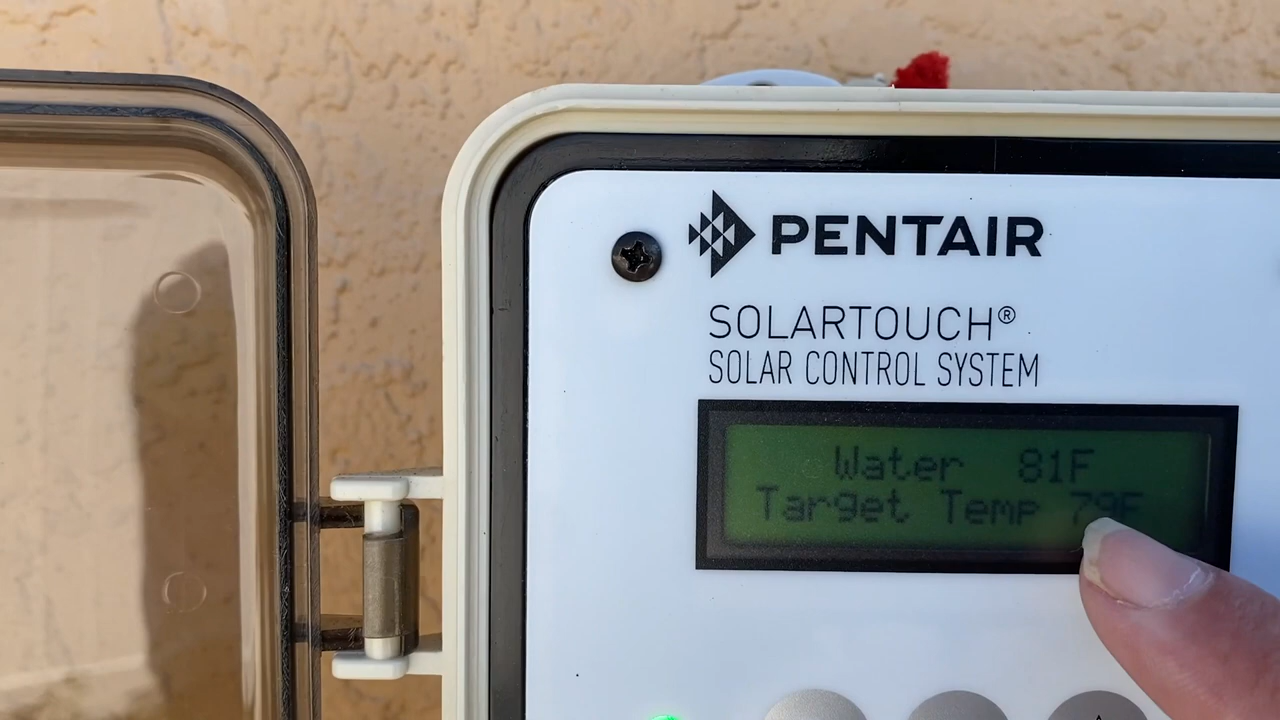 PENTAIR
SOLARTOUCH®
SOLAR CONTROL SYSTEM
Water 81F
Target Temp